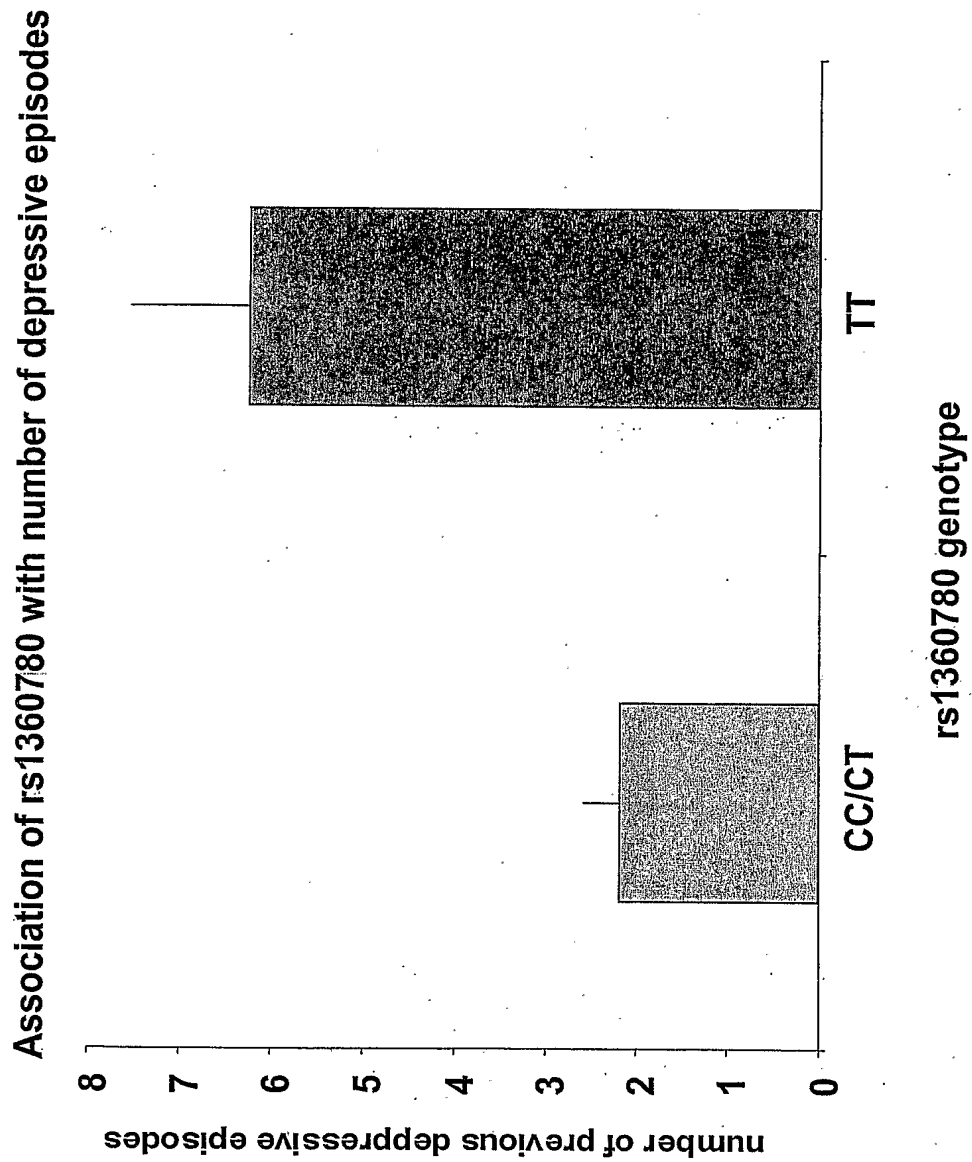 Association of rs1360780 with number of depressive episodes
number of previous deppressive episodes
8
7
6
5
4
3
2
1
0
CC/CT
TT
rs1360780 genotype